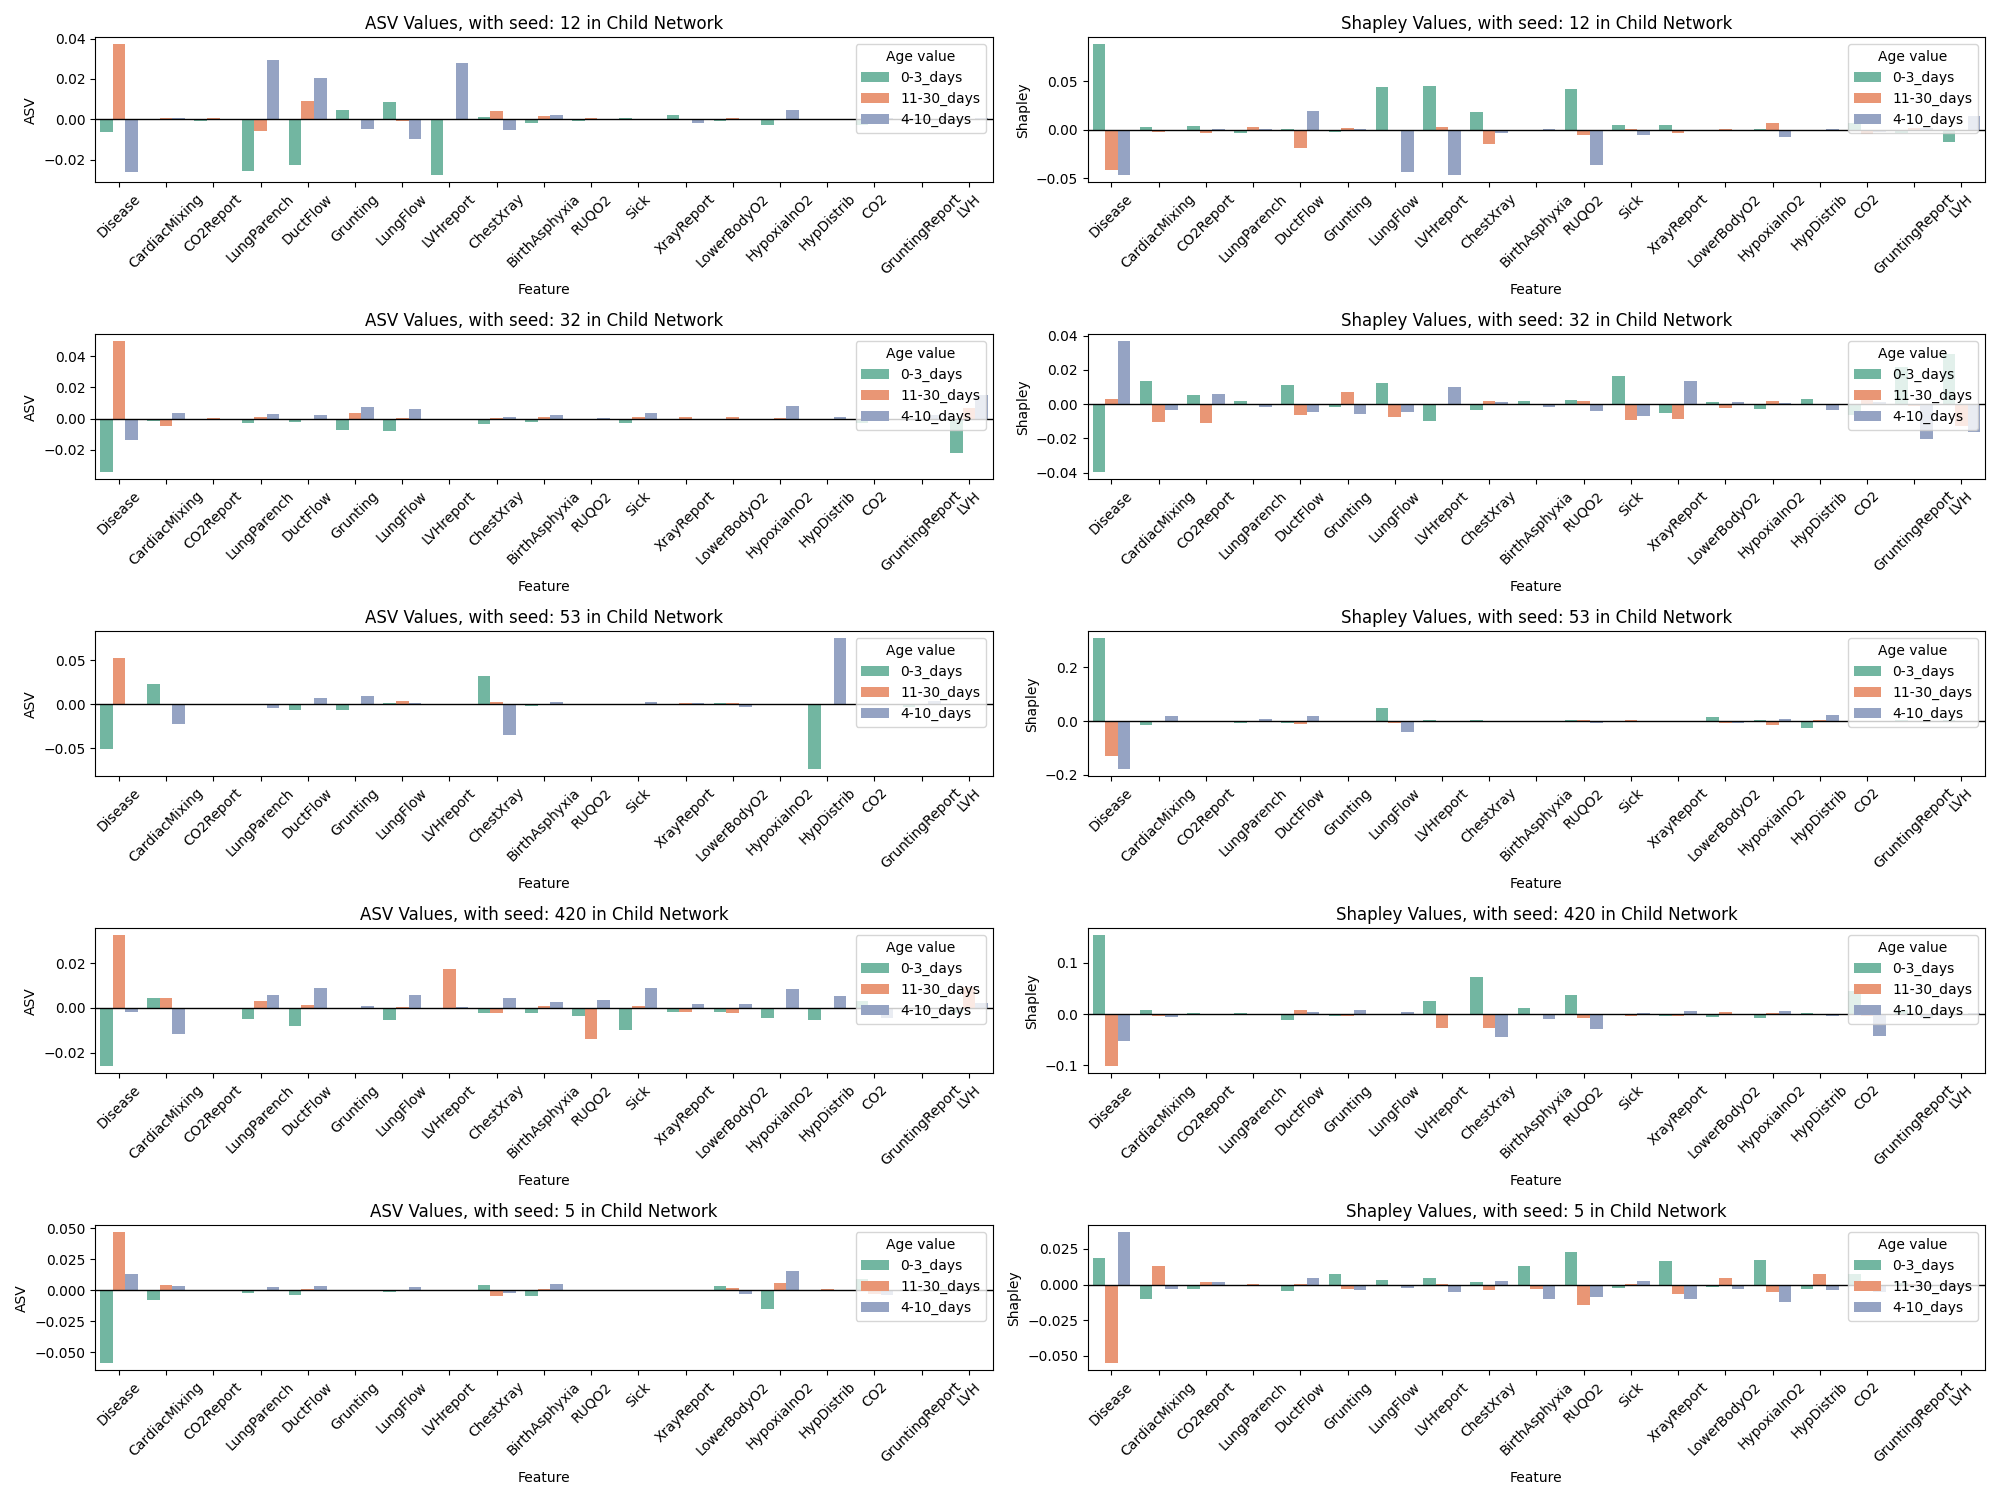 ASV Values, with seed: 12 in Child Network
ASV
0.04
0.02
0.00
−0.02
Age value
0-3_days
11-30_days
4-10_days
Disease
CardiacMixing
CO2Report
LungParench
DuctFlow
Grunting
LungFlow
LVHreport
ChestXray
BirthAsphyxia
RUQO2
Sick
XrayReport
LowerBodyO2
HypoxiaInO2
HypDistrib
CO2
GruntingReport
LVH
Feature
Shapley Values, with seed: 12 in Child Network
Shapley
0.05
0.00
−0.05
Age value
0-3_days
11-30_days
4-10_days
Disease
CardiacMixing
CO2Report
LungParench
DuctFlow
Grunting
LungFlow
LVHreport
ChestXray
BirthAsphyxia
RUQO2
Sick
XrayReport
LowerBodyO2
HypoxiaInO2
HypDistrib
CO2
GruntingReport
LVH
Feature
ASV Values, with seed: 32 in Child Network
ASV
0.04
0.02
0.00
−0.02
Age value
0-3_days
11-30_days
4-10_days
Disease
CardiacMixing
CO2Report
LungParench
DuctFlow
Grunting
LungFlow
LVHreport
ChestXray
BirthAsphyxia
RUQO2
Sick
XrayReport
LowerBodyO2
HypoxiaInO2
HypDistrib
CO2
GruntingReport
LVH
Feature
Shapley Values, with seed: 32 in Child Network
Shapley
0.04
0.02
0.00
−0.02
−0.04
Age value
0-3_days
11-30_days
4-10_days
Disease
CardiacMixing
CO2Report
LungParench
DuctFlow
Grunting
LungFlow
LVHreport
ChestXray
BirthAsphyxia
RUQO2
Sick
XrayReport
LowerBodyO2
HypoxiaInO2
HypDistrib
CO2
GruntingReport
LVH
Feature
ASV Values, with seed: 53 in Child Network
ASV
0.05
0.00
−0.05
Age value
0-3_days
11-30_days
4-10_days
Disease
CardiacMixing
CO2Report
LungParench
DuctFlow
Grunting
LungFlow
LVHreport
ChestXray
BirthAsphyxia
RUQO2
Sick
XrayReport
LowerBodyO2
HypoxiaInO2
HypDistrib
CO2
GruntingReport
LVH
Feature
Shapley Values, with seed: 53 in Child Network
Shapley
0.2
0.0
−0.2
Age value
0-3_days
11-30_days
4-10_days
Disease
CardiacMixing
CO2Report
LungParench
DuctFlow
Grunting
LungFlow
LVHreport
ChestXray
BirthAsphyxia
RUQO2
Sick
XrayReport
LowerBodyO2
HypoxiaInO2
HypDistrib
CO2
GruntingReport
LVH
Feature
ASV Values, with seed: 420 in Child Network
ASV
0.02
0.00
−0.02
Age value
0-3_days
11-30_days
4-10_days
Disease
CardiacMixing
CO2Report
LungParench
DuctFlow
Grunting
LungFlow
LVHreport
ChestXray
BirthAsphyxia
RUQO2
Sick
XrayReport
LowerBodyO2
HypoxiaInO2
HypDistrib
CO2
GruntingReport
LVH
Feature
Shapley Values, with seed: 420 in Child Network
Shapley
0.1
0.0
−0.1
Age value
0-3_days
11-30_days
4-10_days
Disease
CardiacMixing
CO2Report
LungParench
DuctFlow
Grunting
LungFlow
LVHreport
ChestXray
BirthAsphyxia
RUQO2
Sick
XrayReport
LowerBodyO2
HypoxiaInO2
HypDistrib
CO2
GruntingReport
LVH
Feature
ASV Values, with seed: 5 in Child Network
ASV
0.050
0.025
0.000
−0.025
−0.050
Age value
0-3_days
11-30_days
4-10_days
Disease
CardiacMixing
CO2Report
LungParench
DuctFlow
Grunting
LungFlow
LVHreport
ChestXray
BirthAsphyxia
RUQO2
Sick
XrayReport
LowerBodyO2
HypoxiaInO2
HypDistrib
CO2
GruntingReport
LVH
Feature
Shapley Values, with seed: 5 in Child Network
Shapley
0.025
0.000
−0.025
−0.050
Age value
0-3_days
11-30_days
4-10_days
Disease
CardiacMixing
CO2Report
LungParench
DuctFlow
Grunting
LungFlow
LVHreport
ChestXray
BirthAsphyxia
RUQO2
Sick
XrayReport
LowerBodyO2
HypoxiaInO2
HypDistrib
CO2
GruntingReport
LVH
Feature